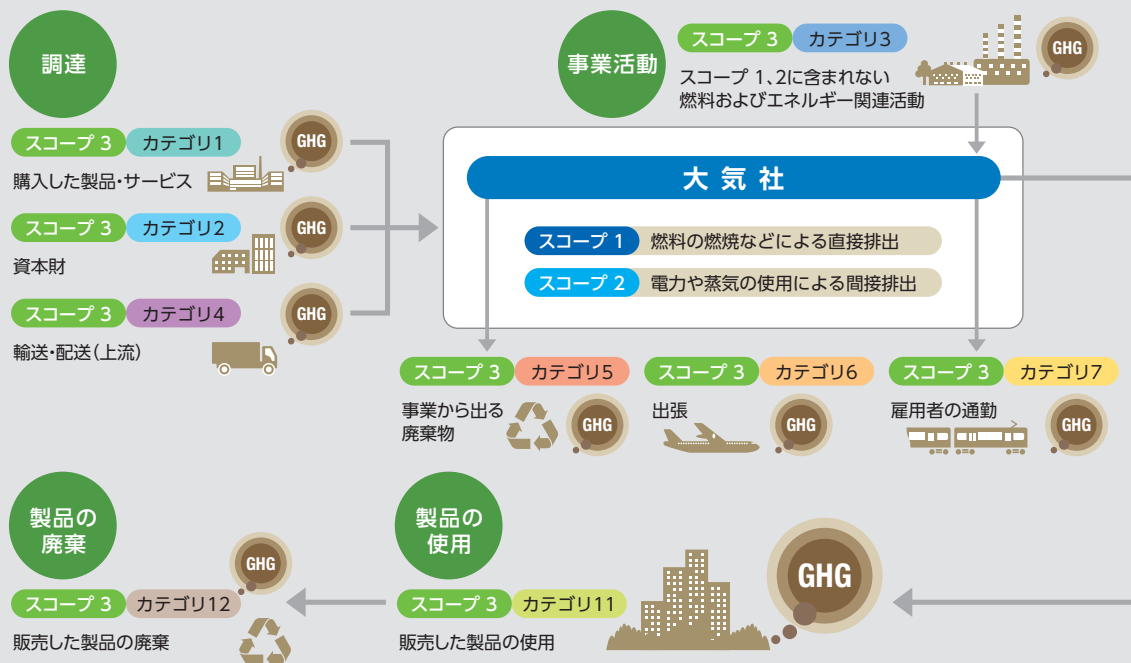 調達
スコープ 3 カテゴリ1
GHG
購入した製品・サービス
スコープ 3 カテゴリ2
GHG
資本財
スコープ 3 カテゴリ4
GHG
輸送・配送(上流)
事業活動
スコープ 3 カテゴリ3
GHG
スコープ 1、2に含まれない
燃料およびエネルギー関連活動
大気社
スコープ 1 燃料の燃焼などによる直接排出
スコープ 2 電力や蒸気の使用による間接排出
スコープ 3 カテゴリ5
事業から出る
廃棄物
GHG
スコープ 3 カテゴリ6
出張
GHG
スコープ 3 カテゴリ7
雇用者の通勤
GHG
製品の
使用
GHG
スコープ 3 カテゴリ11
販売した製品の使用
製品の
廃棄
GHG
スコープ 3 カテゴリ12
販売した製品の廃棄